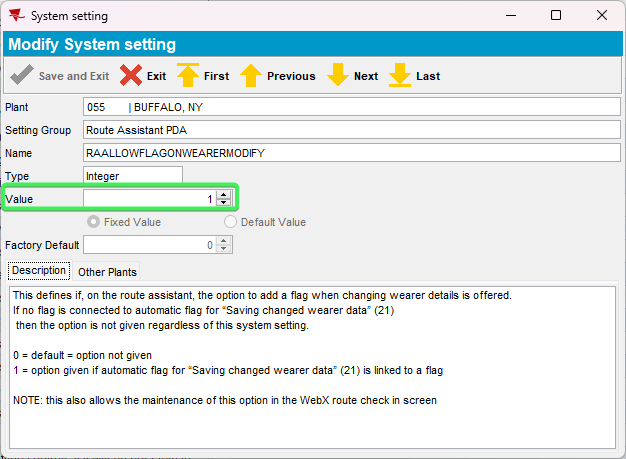 System setting
Modify System setting
Save and Exit Exit First Previous Next Last
Plant 055 | BUFFALO, NY
Setting Group Route Assistant PDA
Name RAALLOWFLAGONWEARERMODIFY
Type Integer
Value 1
Fixed Value Default Value
Factory Default 0
Description Other Plants
This defines if, on the route assistant, the option to add a flag when changing wearer details is offered.
If no flag is connected to automatic flag for “Saving changed wearer data” (21)
then the option is not given regardless of this system setting.
0 = default = option not given
1 = option given if automatic flag for “Saving changed wearer data” (21) is linked to a flag
NOTE: this also allows the maintenance of this option in the WebX route check in screen